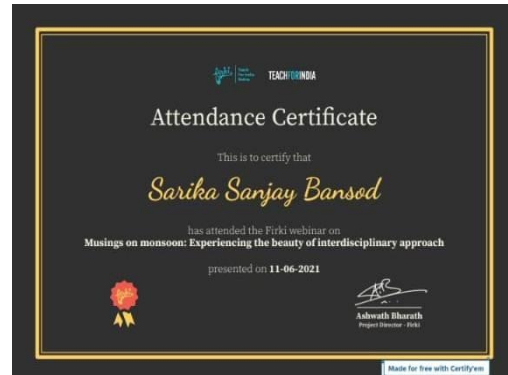 firki TEACHFORINDIA
Attendance Certificate
This is to certify that
Sarika Sanjay Bansod
has attended the Firki webinar on
Musings on monsoon: Experiencing the beauty of interdisciplinary approach
presented on 11-06-2021
firki
Ashwath Bharath
Project Director - Firki
Made for free with Certify'em